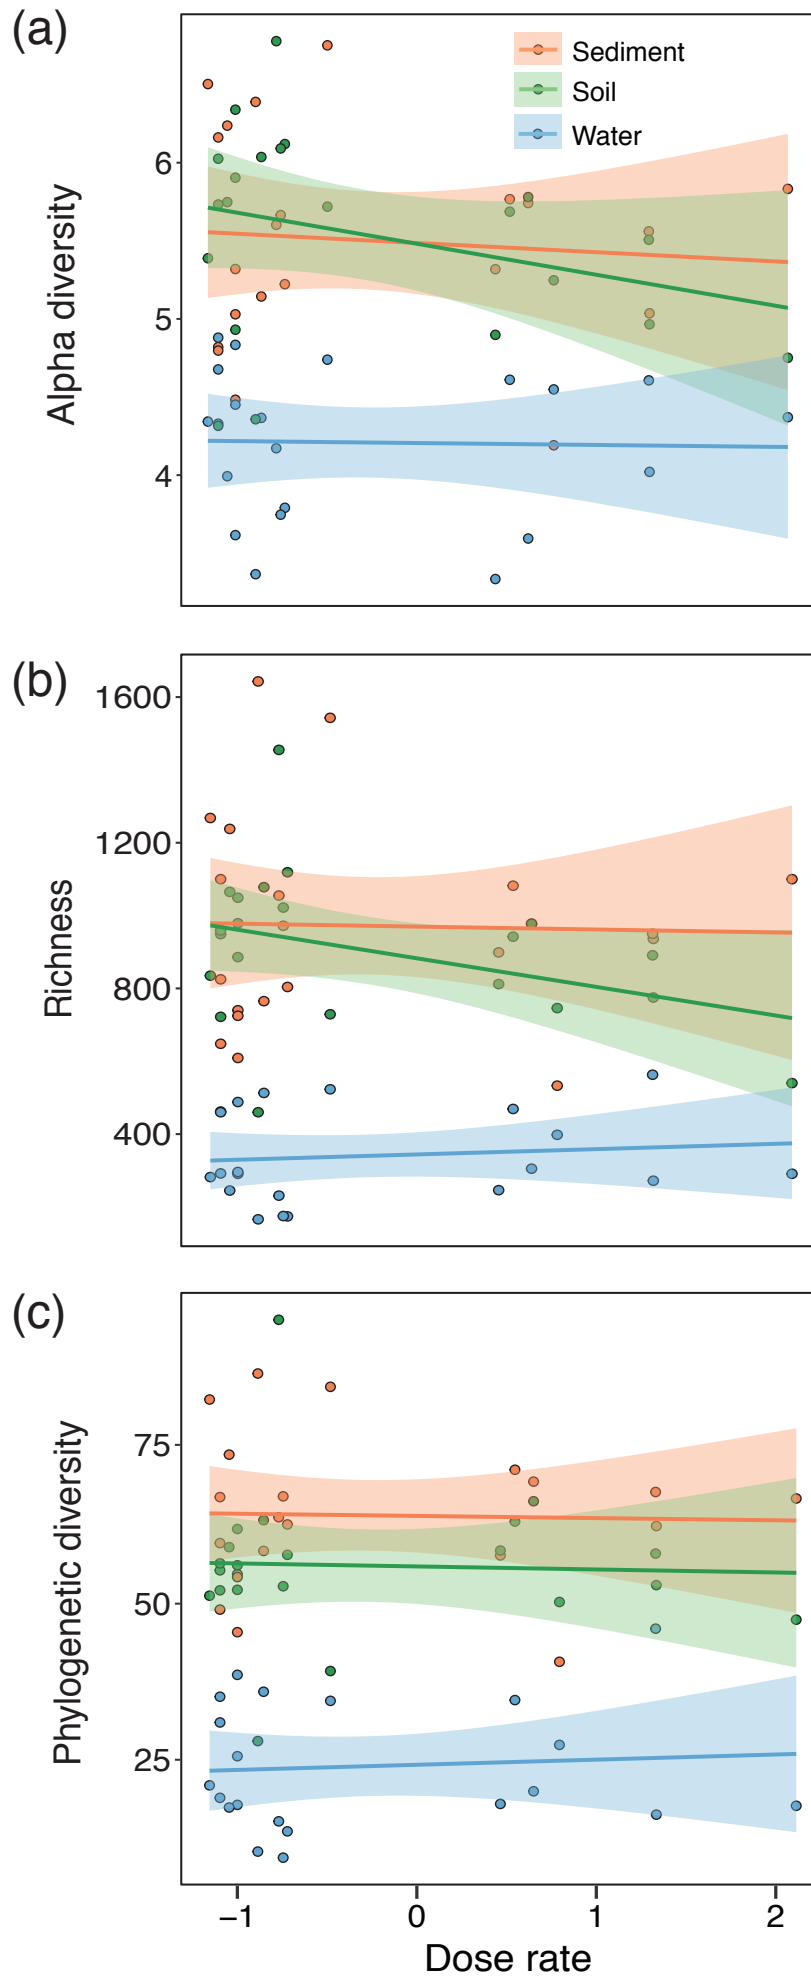 (a)
Sediment
Soil
Water
6
5
4
Alpha diversity
(b)
1600
1200
800
400
Richness
(c)
75
50
25
Phylogenetic diversity
−1 0 1 2
Dose rate